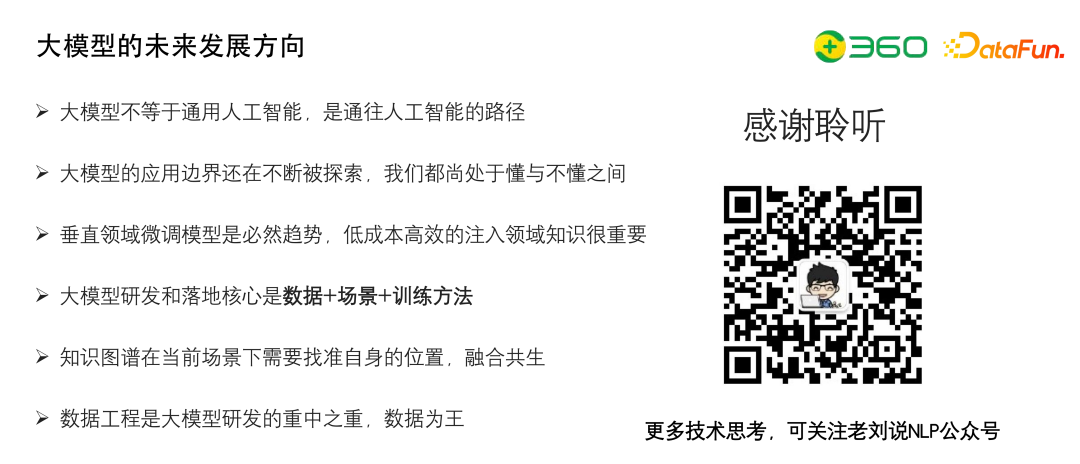 大模型的未来发展方向
360 DataFun.
➢ 大模型不等于通用人工智能，是通往人工智能的路径
➢ 大模型的应用边界还在不断被探索，我们都尚处于懂与不懂之间
➢ 垂直领域微调模型是必然趋势，低成本高效的注入领域知识很重要
➢ 大模型研发和落地核心是数据+场景+训练方法
➢ 知识图谱在当前场景下需要找准自身的位置，融合共生
➢ 数据工程是大模型研发的重中之重，数据为王
感谢聆听
更多技术思考，可关注老刘说NLP公众号